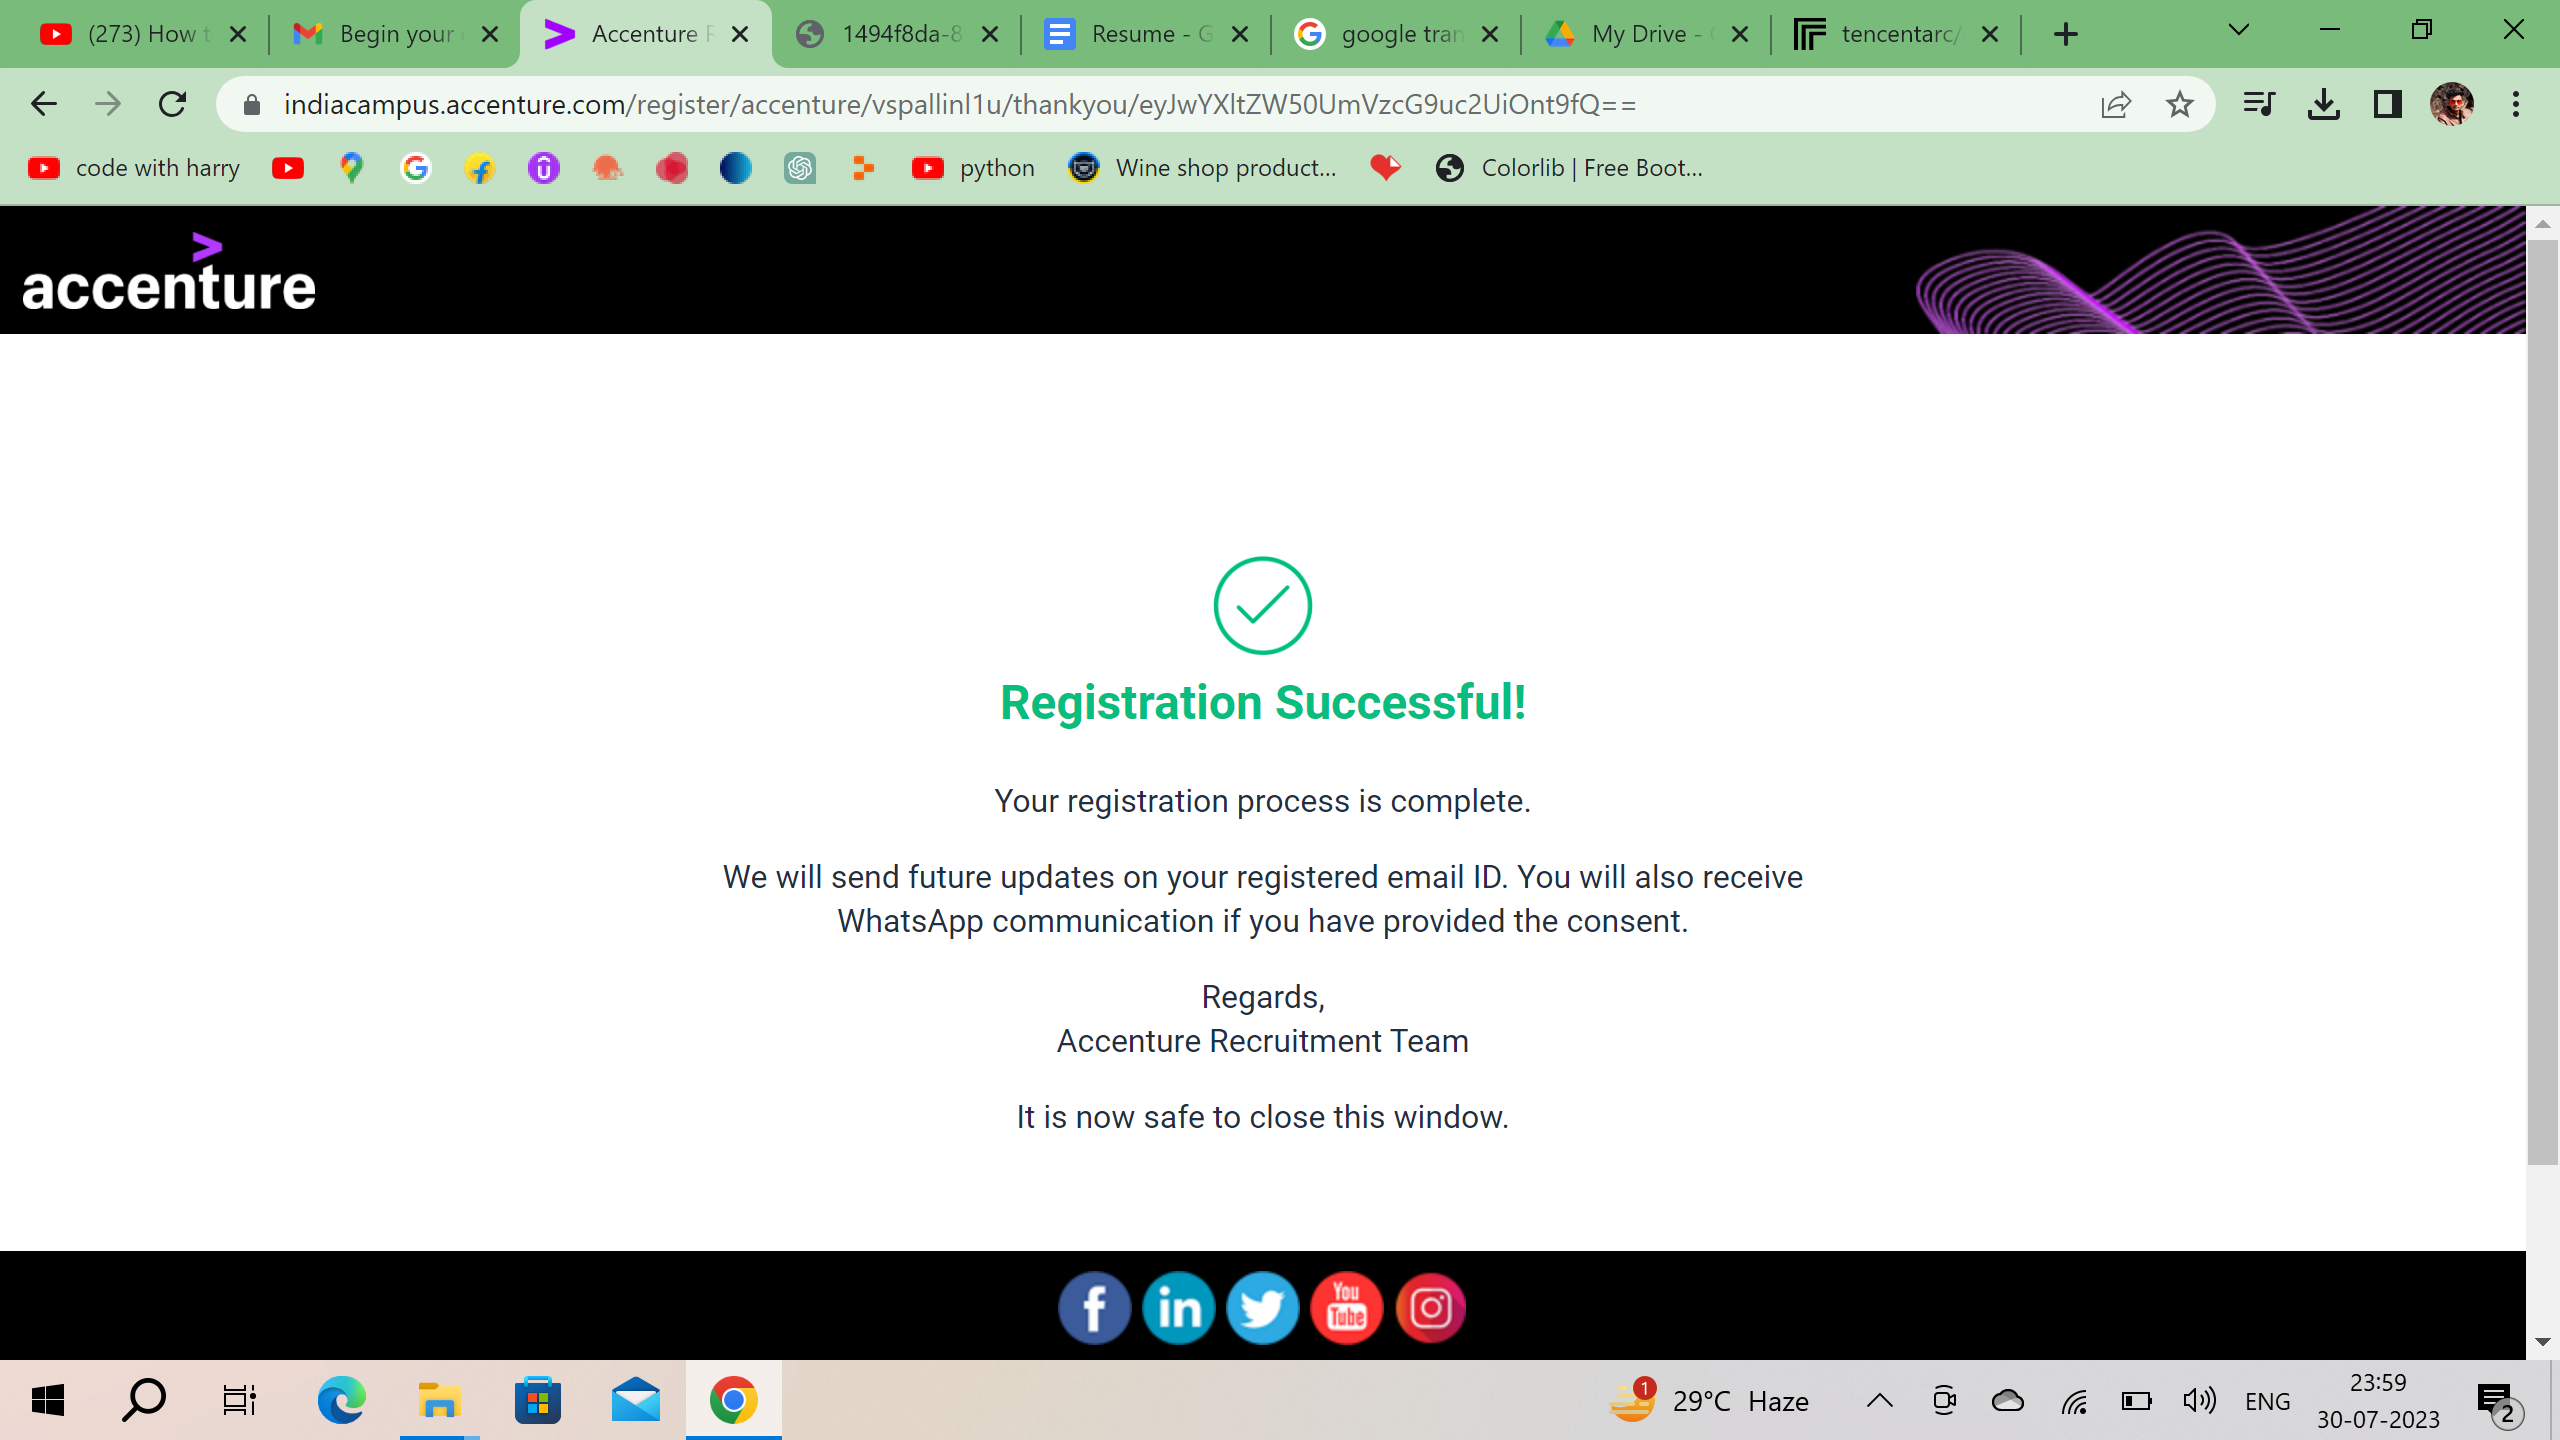 (273) How t
Begin your
Accenture R
1494f8da-8
Resume - G
google tran
My Drive -
tencentarc/
indiacampus.accenture.com/register/accenture/vspallinl1u/thankyou/eyJwYXltZW50UmVzcG9uc2UiOnt9fQ==
code with harry
python
Wine shop product...
Colorlib | Free Boot...
accenture
Registration Successful!
Your registration process is complete.
We will send future updates on your registered email ID. You will also receive
WhatsApp communication if you have provided the consent.
Regards,
Accenture Recruitment Team
It is now safe to close this window.
You
Tube
1
29°C Haze
ENG
23:59
30-07-2023
2